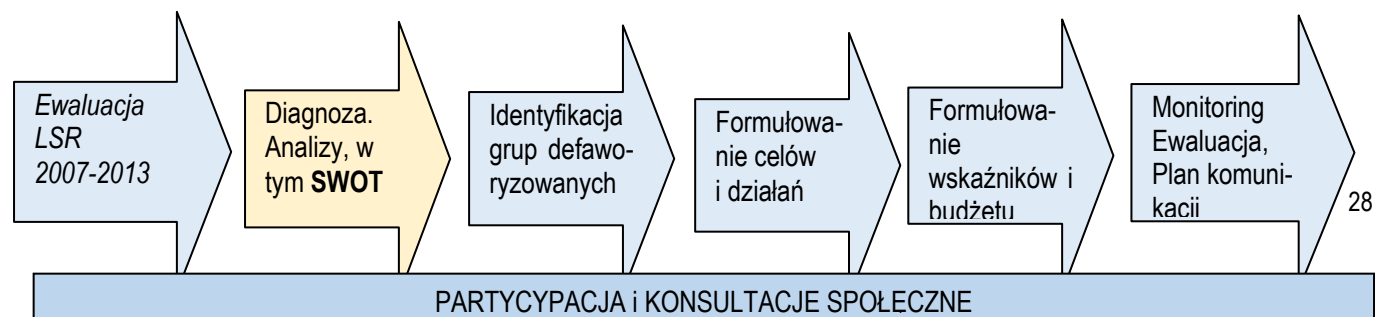 Ewaluacja
LSR
2007-2013
Diagnoza.
Analizy, w
tym SWOT
Identyfikacja
grup defawo-
ryzowanych
Formułowa-
nie celów
i działań
Formułowa-
nie
wskaźników i
budżetu
Monitoring
Ewaluacja,
Plan komuni-
kacji
28
PARTYCYPACJA i KONSULTACJE SPOŁECZNE